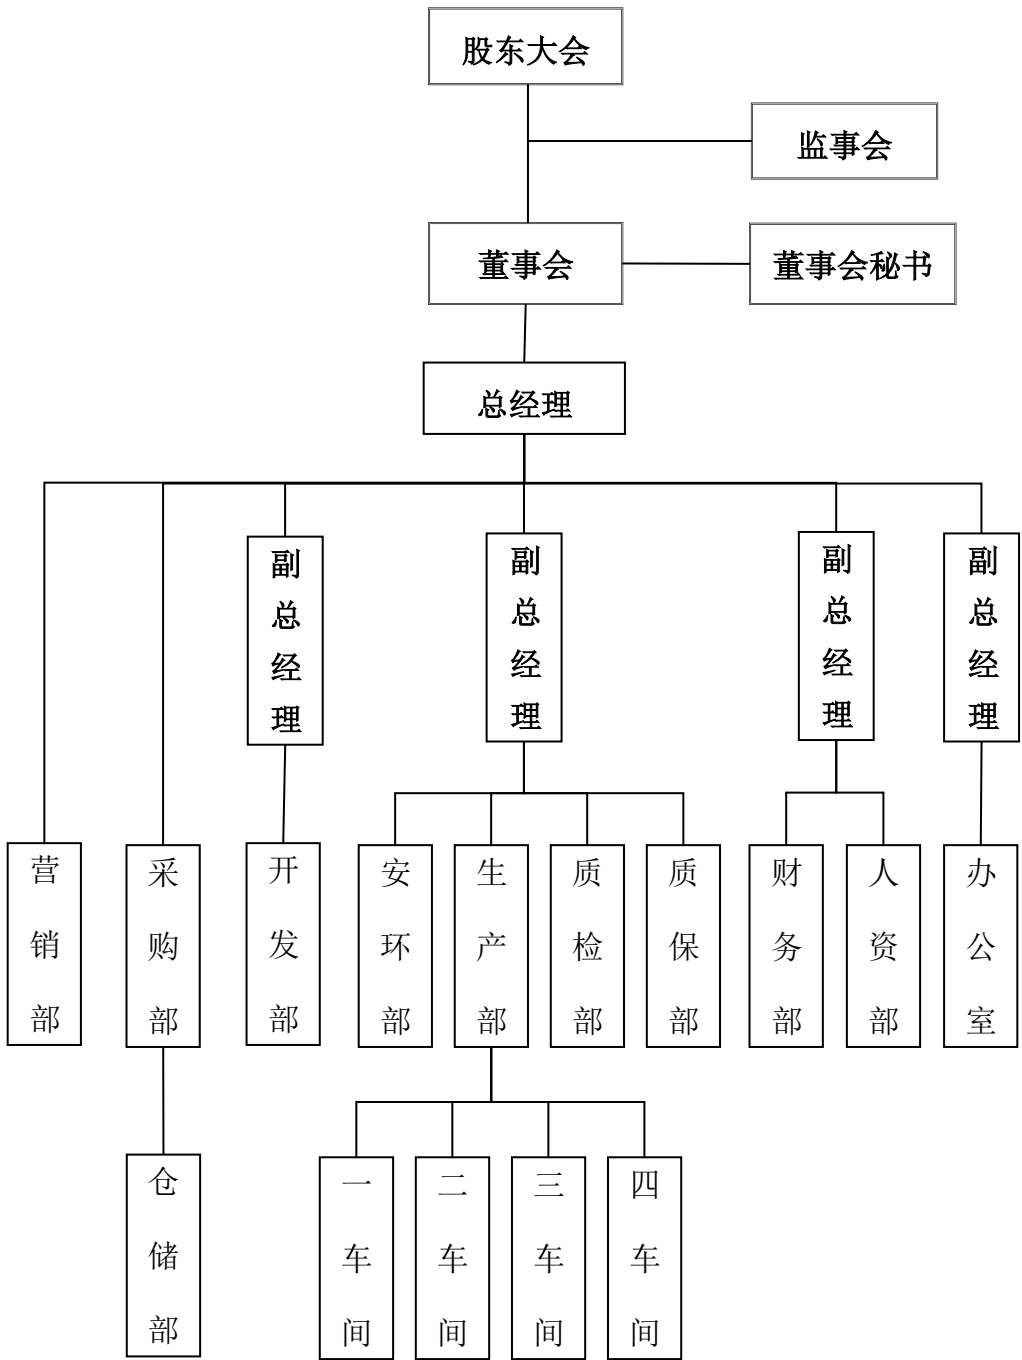 股东大会
监事会
董事会
董事会秘书
总经理
副总经理
副总经理
副总经理
副总经理
营销部
采购部
开发部
安环部
生产部
质检部
质保部
财务部
人资部
办公室
仓储部
一车间
二车间
三车间
四车间